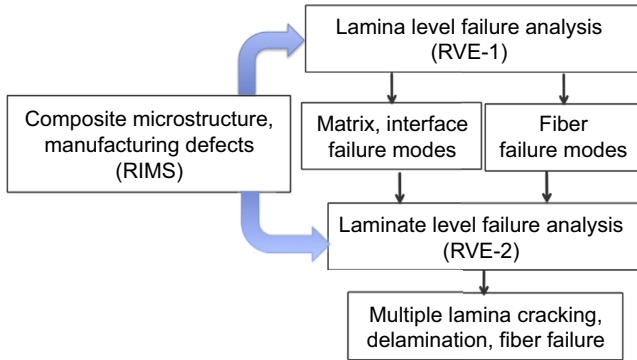 Lamina level failure analysis
(RVE-1)
Composite microstructure,
manufacturing defects
(RIMS)
Matrix, interface
failure modes
Fiber
failure modes
Laminate level failure analysis
(RVE-2)
Multiple lamina cracking,
delamination, fiber failure